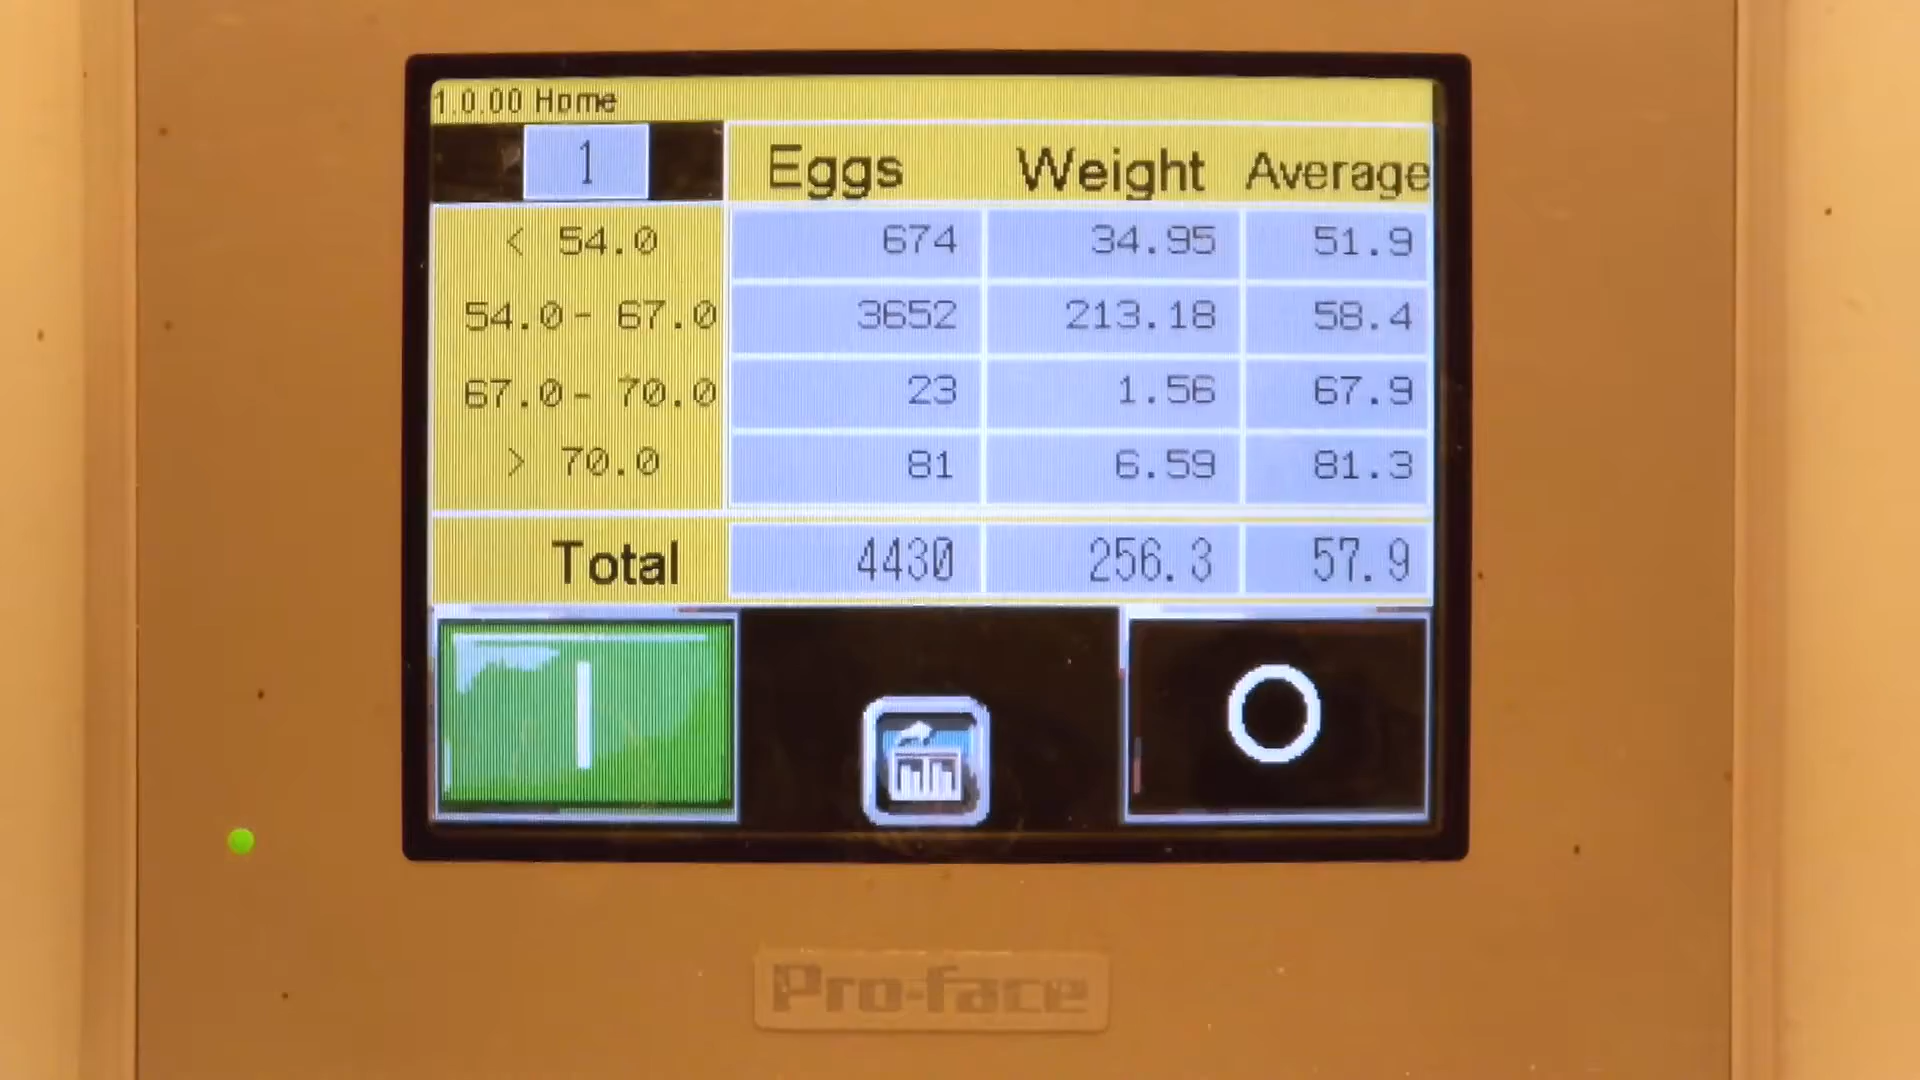 1.0.00 Home
1 Eggs Weight Average
< 54.0 674 34.95 51.9
54.0- 67.0 3652 213.18 58.4
67.0- 70.0 23 1.56 67.9
> 70.0 81 6.59 81.3
Total 4430 256.3 57.9
Pro-face